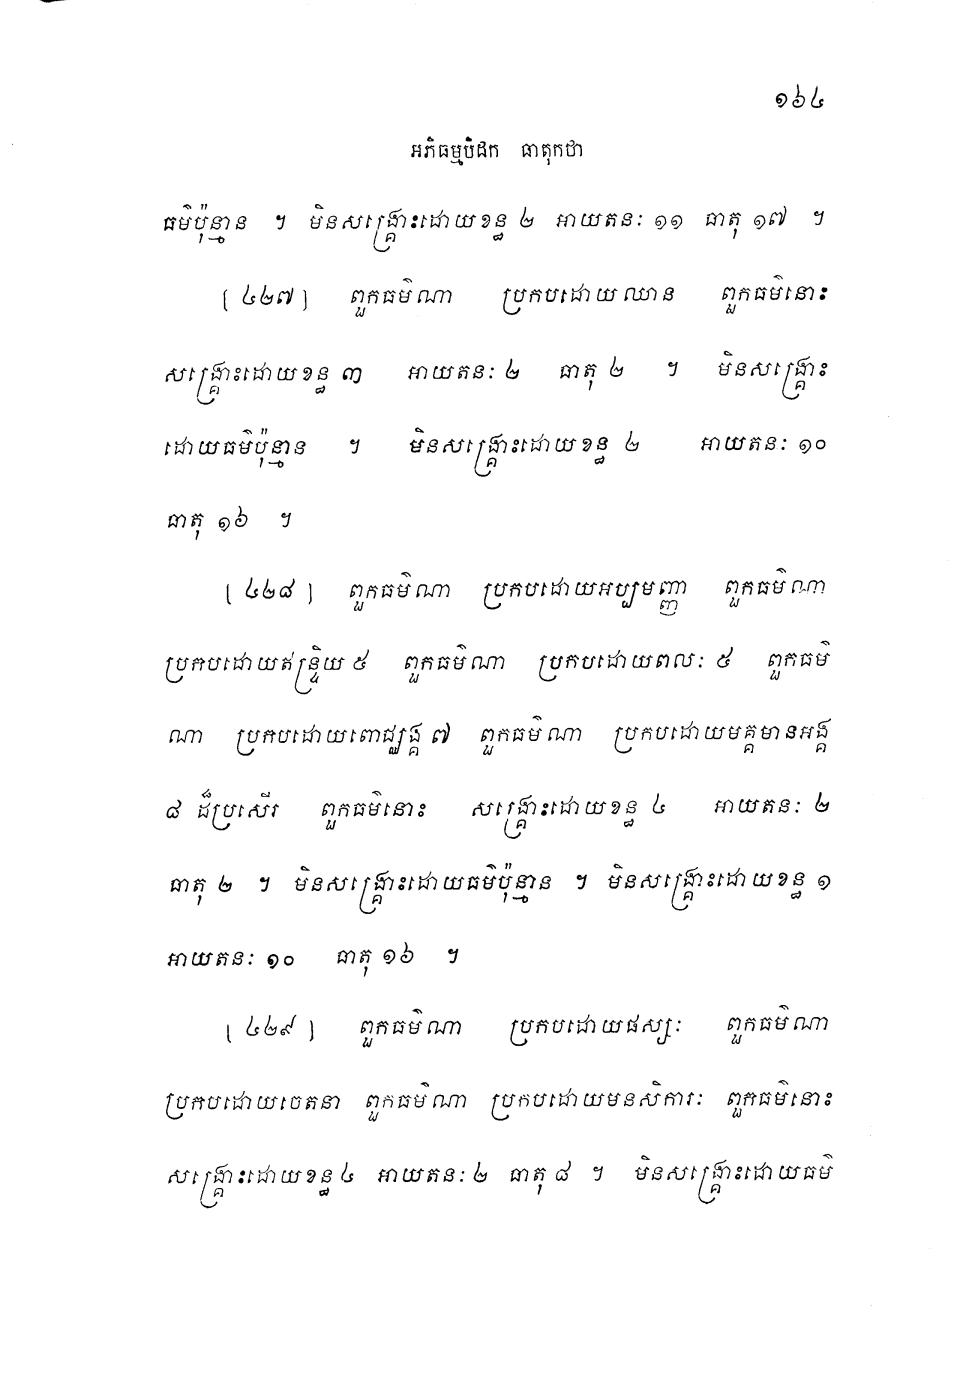 ១៦៤
អភិធម្មបិដក ធាតុកថា
ធម៌ប៉ុន្មាន ។ មិនសង្គ្រោះដោយខន្ធ ២ អាយតនៈ ១១ ធាតុ ១៧ ។
[ ៤២៧ ] ពួកធម៌ណា ប្រកបដោយឈាន ពួកធម៌នោះ
សង្គ្រោះដោយខន្ធ ៣ អាយតនៈ ២ ធាតុ ២ ។ មិនសង្គ្រោះ
ដោយធម៌ប៉ុន្មាន ។ មិនសង្គ្រោះដោយខន្ធ ២ អាយតនៈ ១០
ធាតុ ១៦ ។
[ ៤២៨ ] ពួកធម៌ណា ប្រកបដោយអប្បមញ្ញា ពួកធម៌ណា
ប្រកបដោយឥន្ទ្រិយ ៥ ពួកធម៌ណា ប្រកបដោយពលៈ ៥ ពួកធម៌
ណា ប្រកបដោយពោជ្ឈង្គ ៧ ពួកធម៌ណា ប្រកបដោយមគ្គមានអង្គ
៨ ដ៏ប្រសើរ ពួកធម៌នោះ សង្គ្រោះដោយខន្ធ ៤ អាយតនៈ ២
ធាតុ ២ ។ មិនសង្គ្រោះដោយធម៌ប៉ុន្មាន ។ មិនសង្គ្រោះដោយខន្ធ ១
អាយតនៈ ១០ ធាតុ ១៦ ។
[ ៤២៩ ] ពួកធម៌ណា ប្រកបដោយផស្សៈ ពួកធម៌ណា
ប្រកបដោយចេតនា ពួកធម៌ណា ប្រកបដោយមនសិការៈ ពួកធម៌នោះ
សង្គ្រោះដោយខន្ធ ៤ អាយតនៈ ២ ធាតុ ៨ ។ មិនសង្គ្រោះដោយធម៌